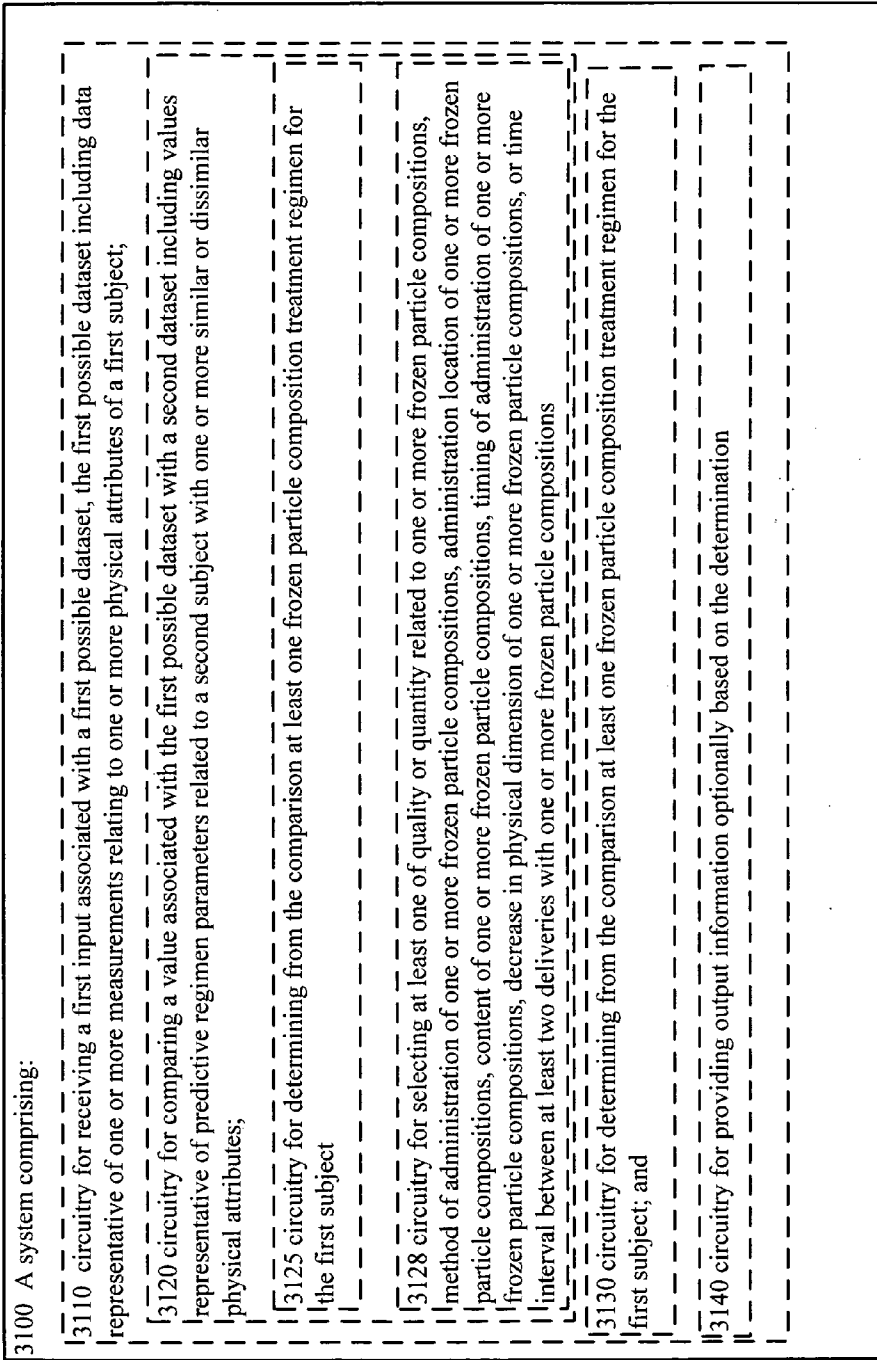 3100 A system comprising:
3110 circuitry for receiving a first input associated with a first possible dataset, the first possible dataset including data
representative of one or more measurements relating to one or more physical attributes of a first subject;
3120 circuitry for comparing a value associated with the first possible dataset with a second dataset including values
representative of predictive regimen parameters related to a second subject with one or more similar or dissimilar
physical attributes;
3125 circuitry for determining from the comparison at least one frozen particle composition treatment regimen for
the first subject
3128 circuitry for selecting at least one of quality or quantity related to one or more frozen particle compositions,
method of administration of one or more frozen particle compositions, administration location of one or more frozen
particle compositions, content of one or more frozen particle compositions, timing of administration of one or more
frozen particle compositions, decrease in physical dimension of one or more frozen particle compositions, or time
interval between at least two deliveries with one or more frozen particle compositions
3130 circuitry for determining from the comparison at least one frozen particle composition treatment regimen for the
first subject; and
3140 circuitry for providing output information optionally based on the determination